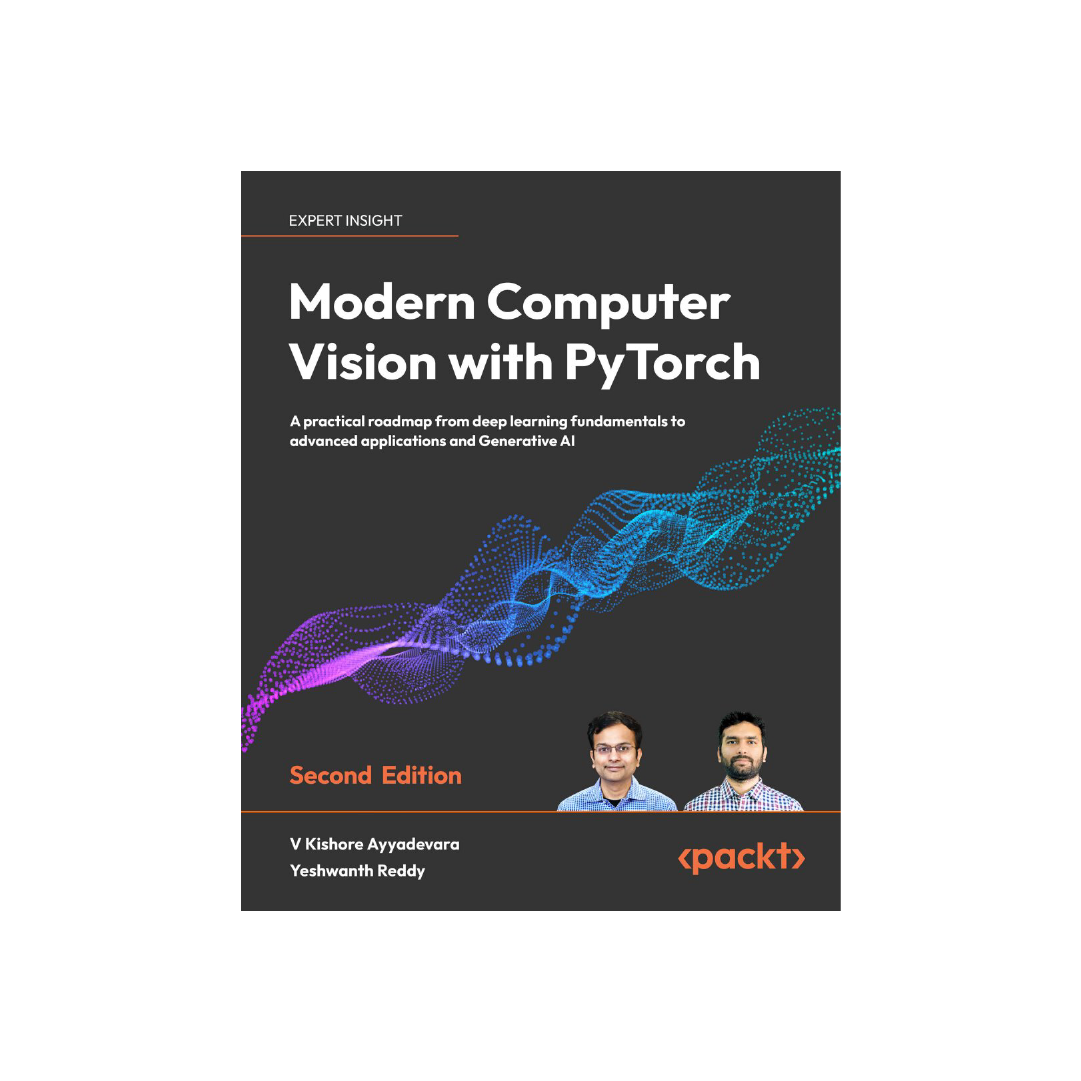 EXPERT INSIGHT
Modern Computer
Vision with PyTorch
A practical roadmap from deep learning fundamentals to
advanced applications and Generative AI
Second Edition
V Kishore Ayyadevara
Yeshwanth Reddy
<packt>